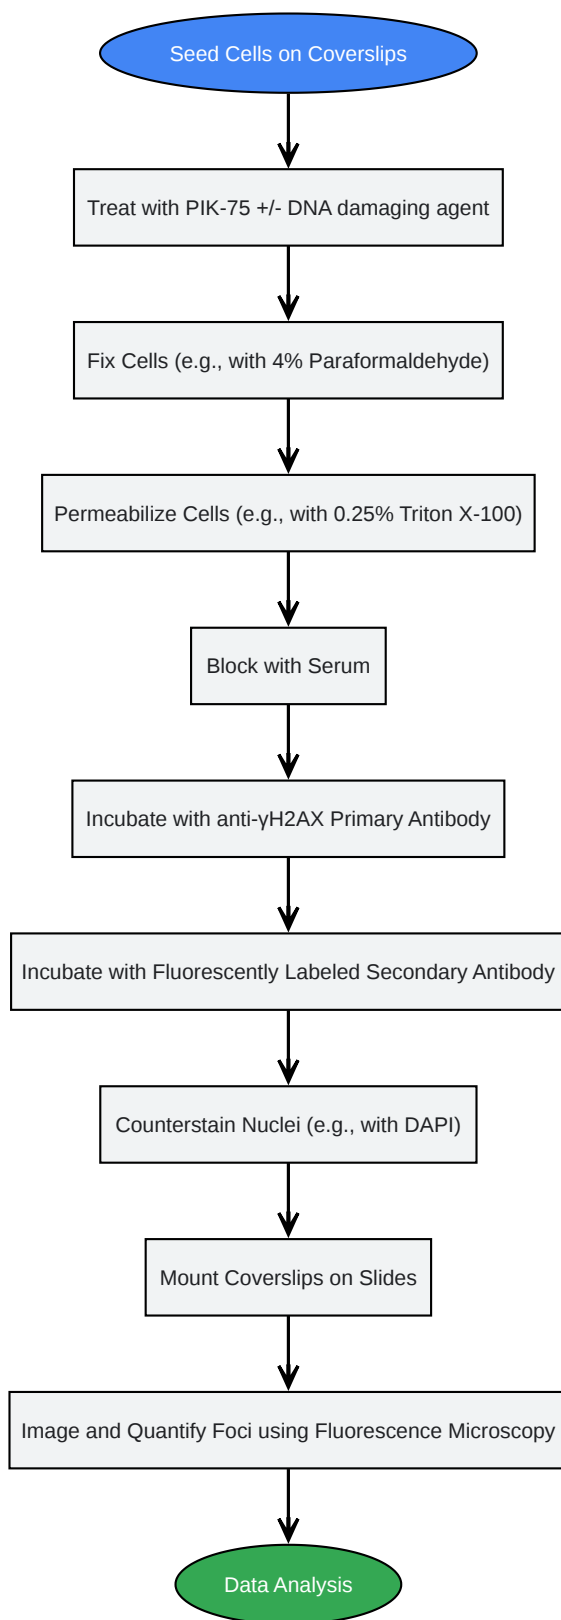 Seed Cells on Coverslips
Treat with PIK-75 +/- DNA damaging agent
Fix Cells (e.g., with 4% Paraformaldehyde)
Permeabilize Cells (e.g., with 0.25% Triton X-100)
Block with Serum
Incubate with anti-γH2AX Primary Antibody
Incubate with Fluorescently Labeled Secondary Antibody
Counterstain Nuclei (e.g., with DAPI)
Mount Coverslips on Slides
Image and Quantify Foci using Fluorescence Microscopy
Data Analysis